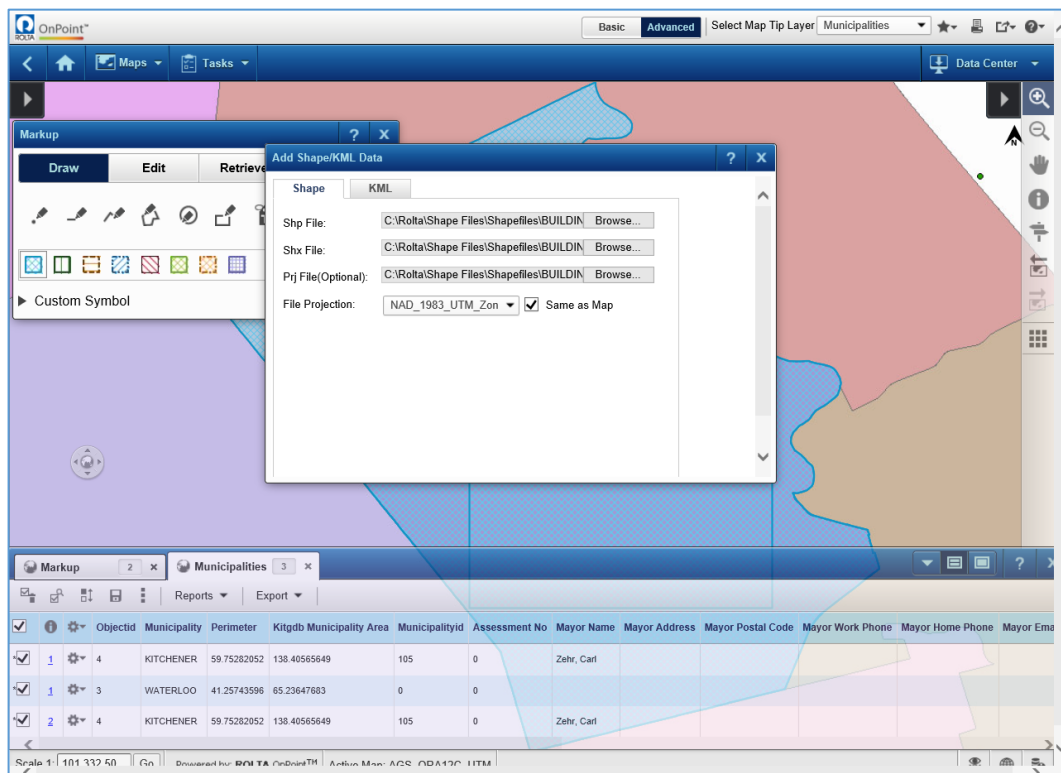 ROLTA OnPoint™ Basic Advanced Select Map Tip Layer Municipalities
Maps Tasks Data Center
Markup ? X
Draw Edit Retrieve
Custom Symbol
Add Shape/KML Data ? X
Shape KML
Shp File: C:\Rolta\Shape Files\Shapefiles\BUILDIN Browse...
Shx File: C:\Rolta\Shape Files\Shapefiles\BUILDIN Browse...
Prj File(Optional): C:\Rolta\Shape Files\Shapefiles\BUILDIN Browse...
File Projection: NAD_1983_UTM_Zon Same as Map
N
Markup 2 x Municipalities 3 x ?
Reports Export
Objectid Municipality Perimeter Kitgdb Municipality Area Municipalityid Assessment No Mayor Name Mayor Address Mayor Postal Code Mayor Work Phone Mayor Home Phone Mayor Ema
1 4 KITCHENER 59.75282052 138.40565649 105 0 Zehr, Carl
1 3 WATERLOO 41.25743596 65.23647683 0 0
2 4 KITCHENER 59.75282052 138.40565649 105 0 Zehr, Carl
Scale 1: 101,332.50 Go Powered by: ROLTA OnPoint™ Active Map: AGS_ORA12C_UTM